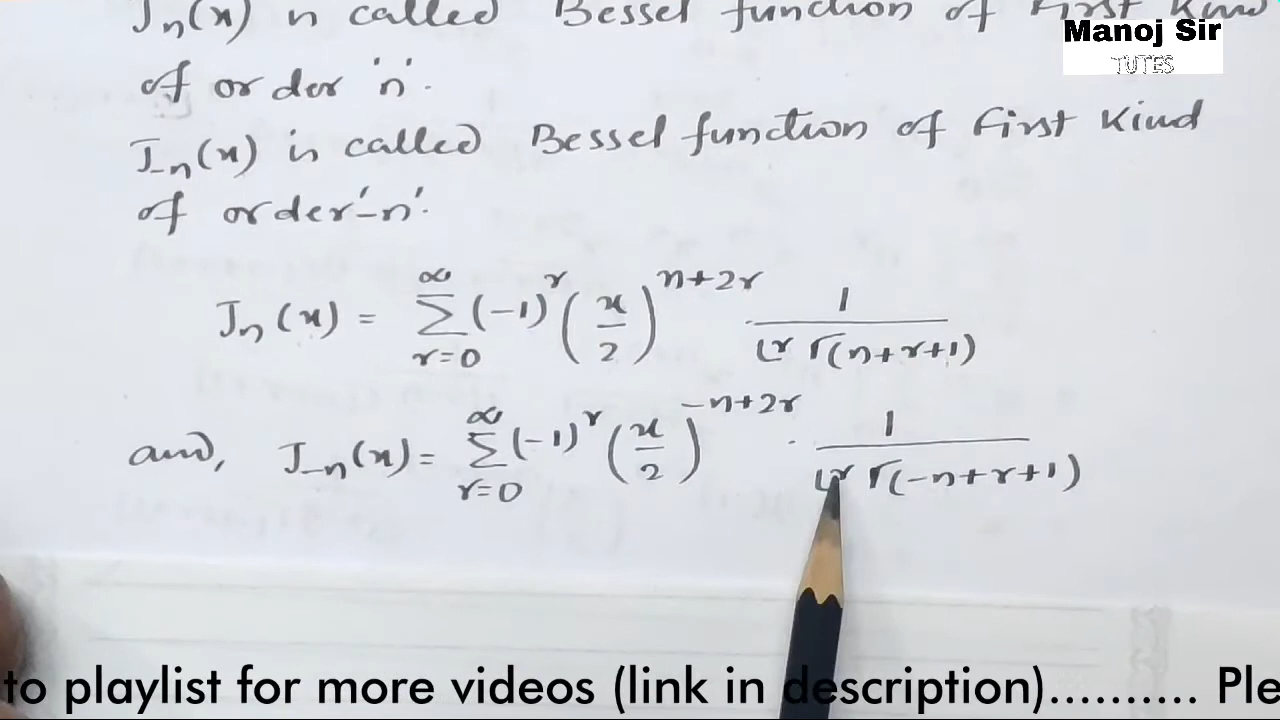 Jn(x) is called Bessel function of First Kind
Manoj Sir
TUTES
of order 'n'.
J-n(x) is called Bessel function of First Kind
of order '-n'.
Jn(x) = ∞ Σ r=0 (-1)^r (x/2)^(n+2r) · 1/(⌊r Γ(n+r+1))
and, J-n(x) = ∞ Σ r=0 (-1)^r (x/2)^(-n+2r) · 1/(⌊r Γ(-n+r+1))
to playlist for more videos (link in description).......... Ple